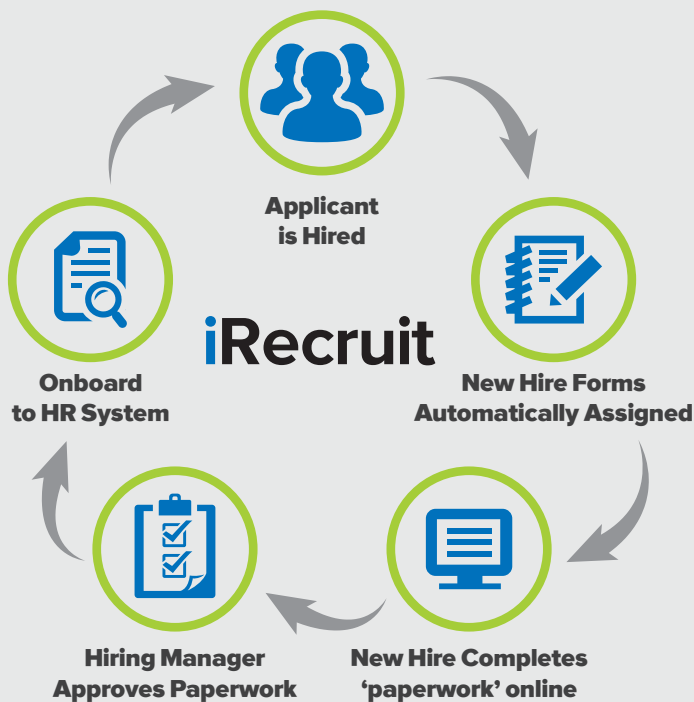 Applicant
is Hired
iRecruit
Onboard
to HR System
New Hire Forms
Automatically Assigned
Hiring Manager
Approves Paperwork
New Hire Completes
‘paperwork’ online